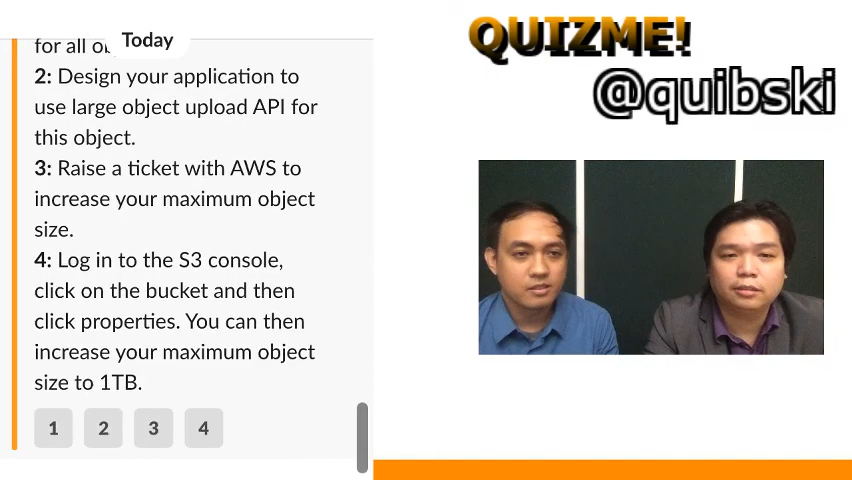 Today
for all
2: Design your application to
use large object upload API for
this object.
3: Raise a ticket with AWS to
increase your maximum object
size.
4: Log in to the S3 console,
click on the bucket and then
click properties. You can then
increase your maximum object
size to 1TB.
1 2 3 4
QUIZME!
@quibski